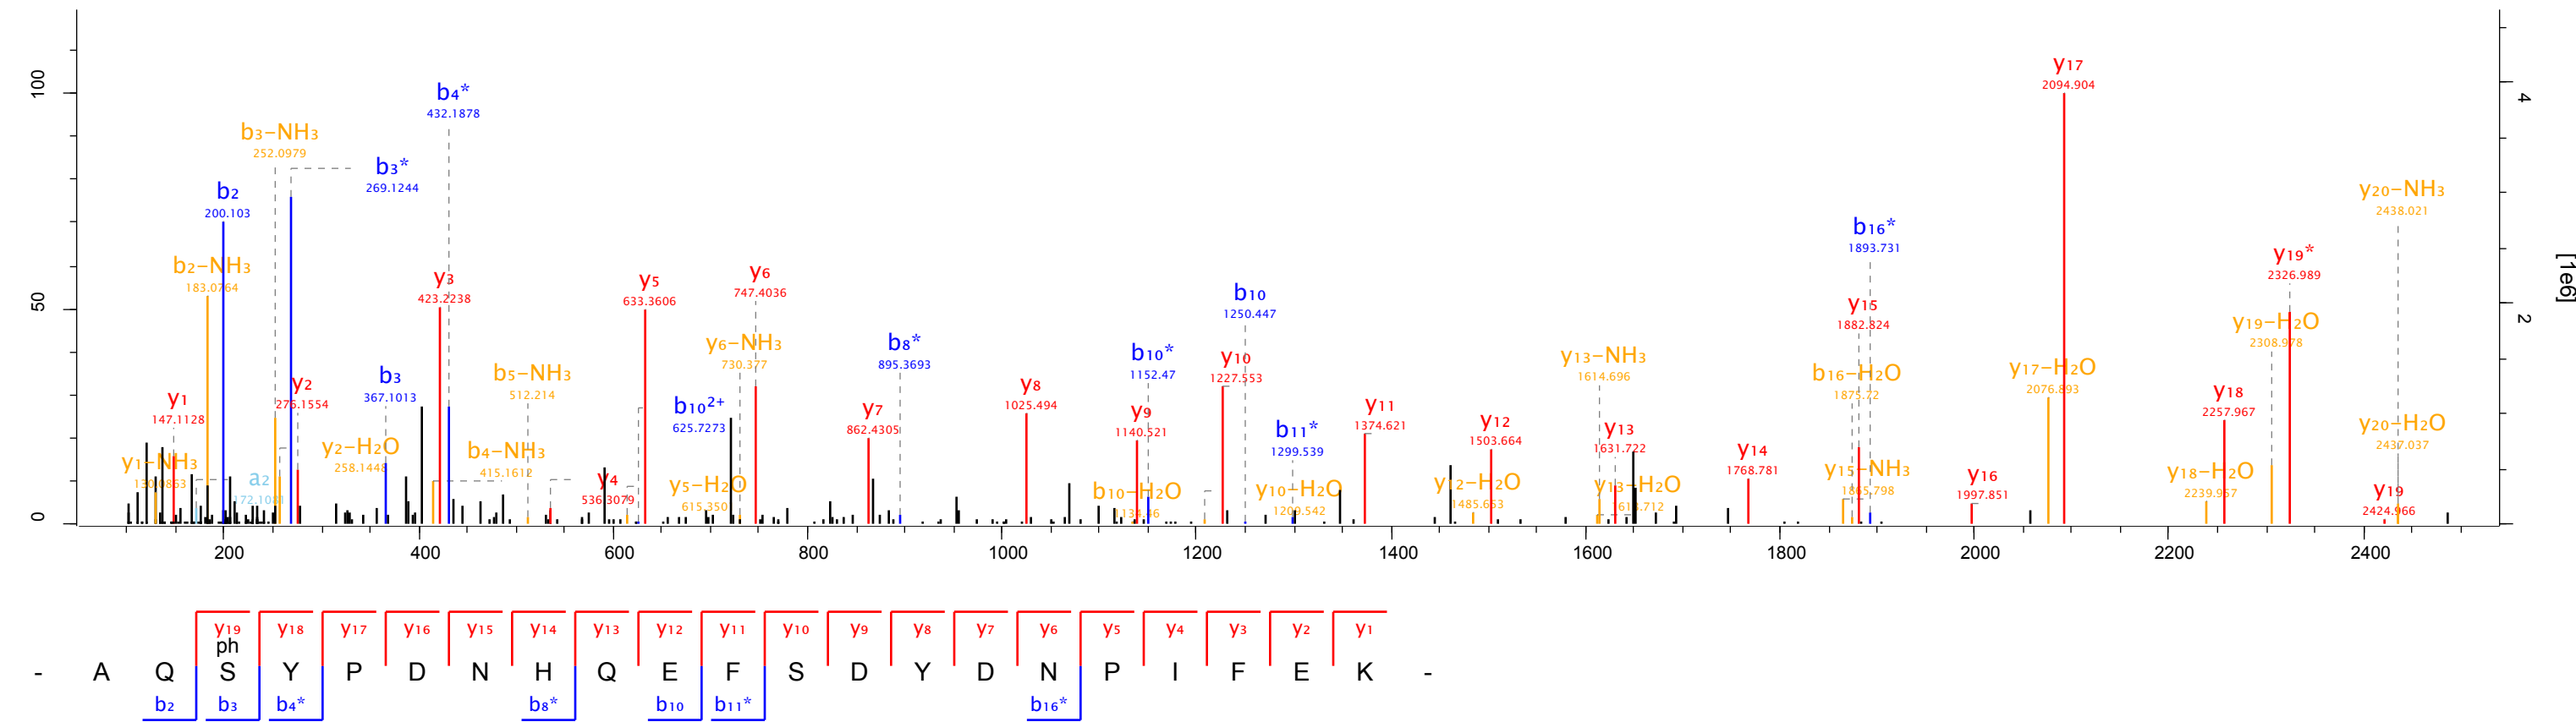 100
50
0
4
2
[1e6]
y₁₇
2094.904
b₄*
432.1878
b₃–NH₃
252.0979
b₃*
269.1244
b₂
200.103
b₂–NH₃
183.0764
y₃
423.2238
y₅
633.3606
y₆
747.4036
b₁₀
1250.447
b₁₆*
1893.731
y₂₀–NH₃
2438.021
y₁₉*
2326.989
y₁₅
1882.824
y₁₉–H₂O
2308.978
y₆–NH₃
730.377
b₈*
895.3693
b₁₀*
1152.47
y₁₀
1227.553
y₁₃–NH₃
1614.696
y₁₇–H₂O
2076.893
b₁₆–H₂O
1875.72
b₃
367.1013
y₂
276.1554
b₅–NH₃
512.214
y₁
147.1128
b₁₀²⁺
625.7273
y₈
1025.494
y₇
862.4305
y₉
1140.521
b₁₁*
1299.539
y₁₁
1374.621
y₁₂
1503.664
y₁₃
1631.722
y₁₈
2257.967
y₂₀–H₂O
2437.037
y₁–NH₃
y₂–H₂O
258.1448
b₄–NH₃
415.1612
a₂
y₄
536.3079
y₅–H₂O
b₁₀–H₂O
y₁₀–H₂O
1209.542
y₁₂–H₂O
1485.653
y₁₃–H₂O
y₁₄
1768.781
y₁₅–NH₃
1865.798
y₁₆
1997.851
y₁₈–H₂O
2239.957
y₁₉
2424.966
200 400 600 800 1000 1200 1400 1600 1800 2000 2200 2400
y₁₉ y₁₈ y₁₇ y₁₆ y₁₅ y₁₄ y₁₃ y₁₂ y₁₁ y₁₀ y₉ y₈ y₇ y₆ y₅ y₄ y₃ y₂ y₁
ph
- A Q S Y P D N H Q E F S D Y D N P I F E K -
b₂ b₃ b₄* b₈* b₁₀ b₁₁* b₁₆*